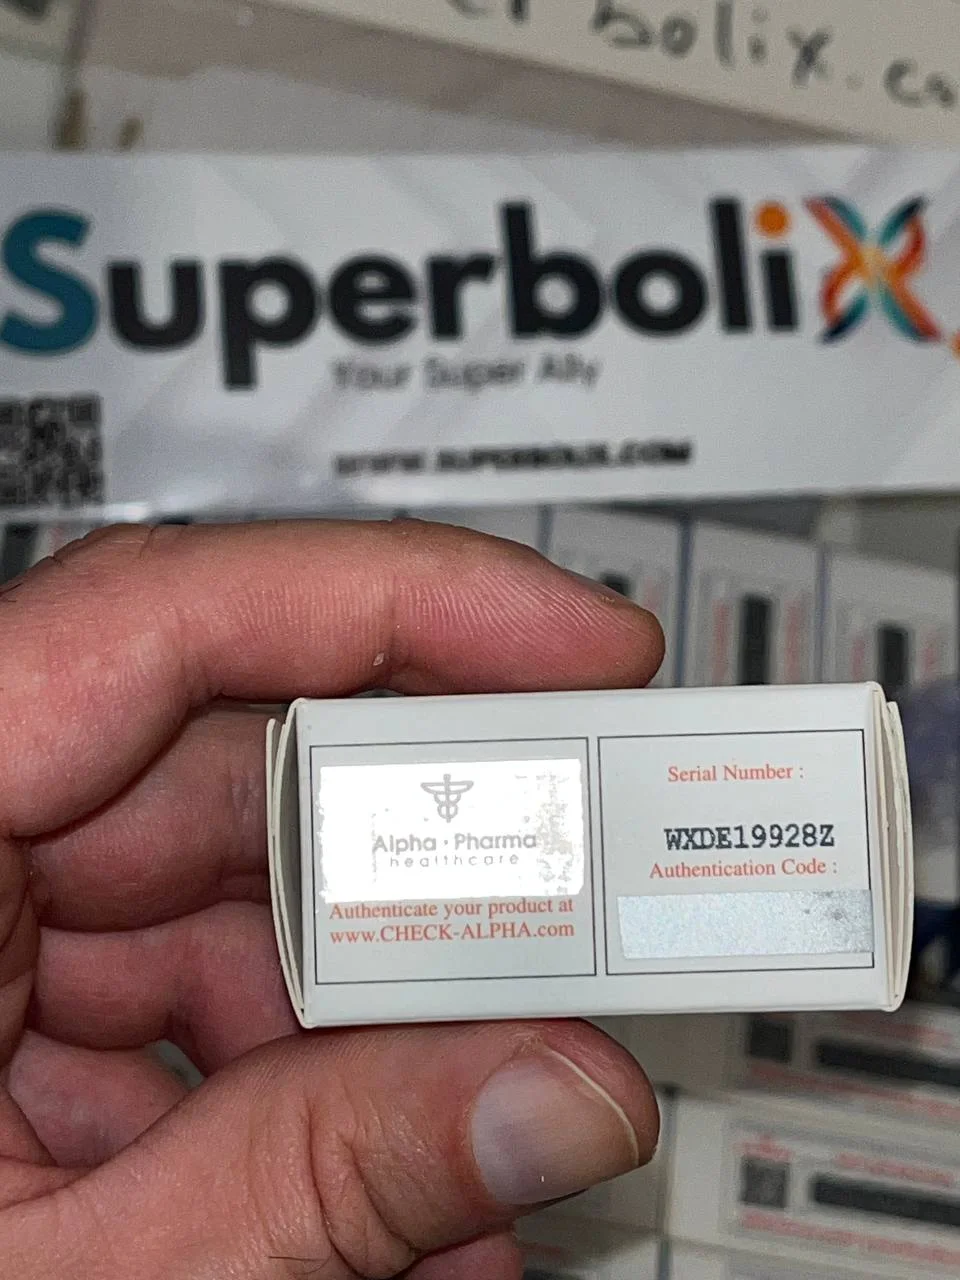 bolix.co
SuperboliX
Your Super Ally
WWW.SUPERBOLIX.COM
Alpha · Pharma
healthcare
Authenticate your product at
www.CHECK-ALPHA.com
Serial Number :
WXDE19928Z
Authentication Code :